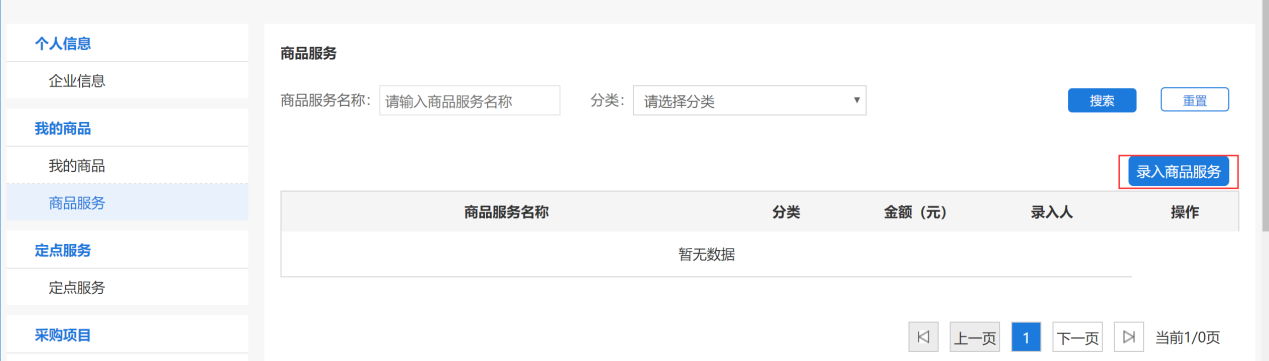 个人信息
企业信息
我的商品
我的商品
商品服务
定点服务
定点服务
采购项目
商品服务
商品服务名称： 请输入商品服务名称 分类： 请选择分类 搜索 重置
录入商品服务
商品服务名称 分类 金额（元） 录入人 操作
暂无数据
上一页 1 下一页 当前1/0页